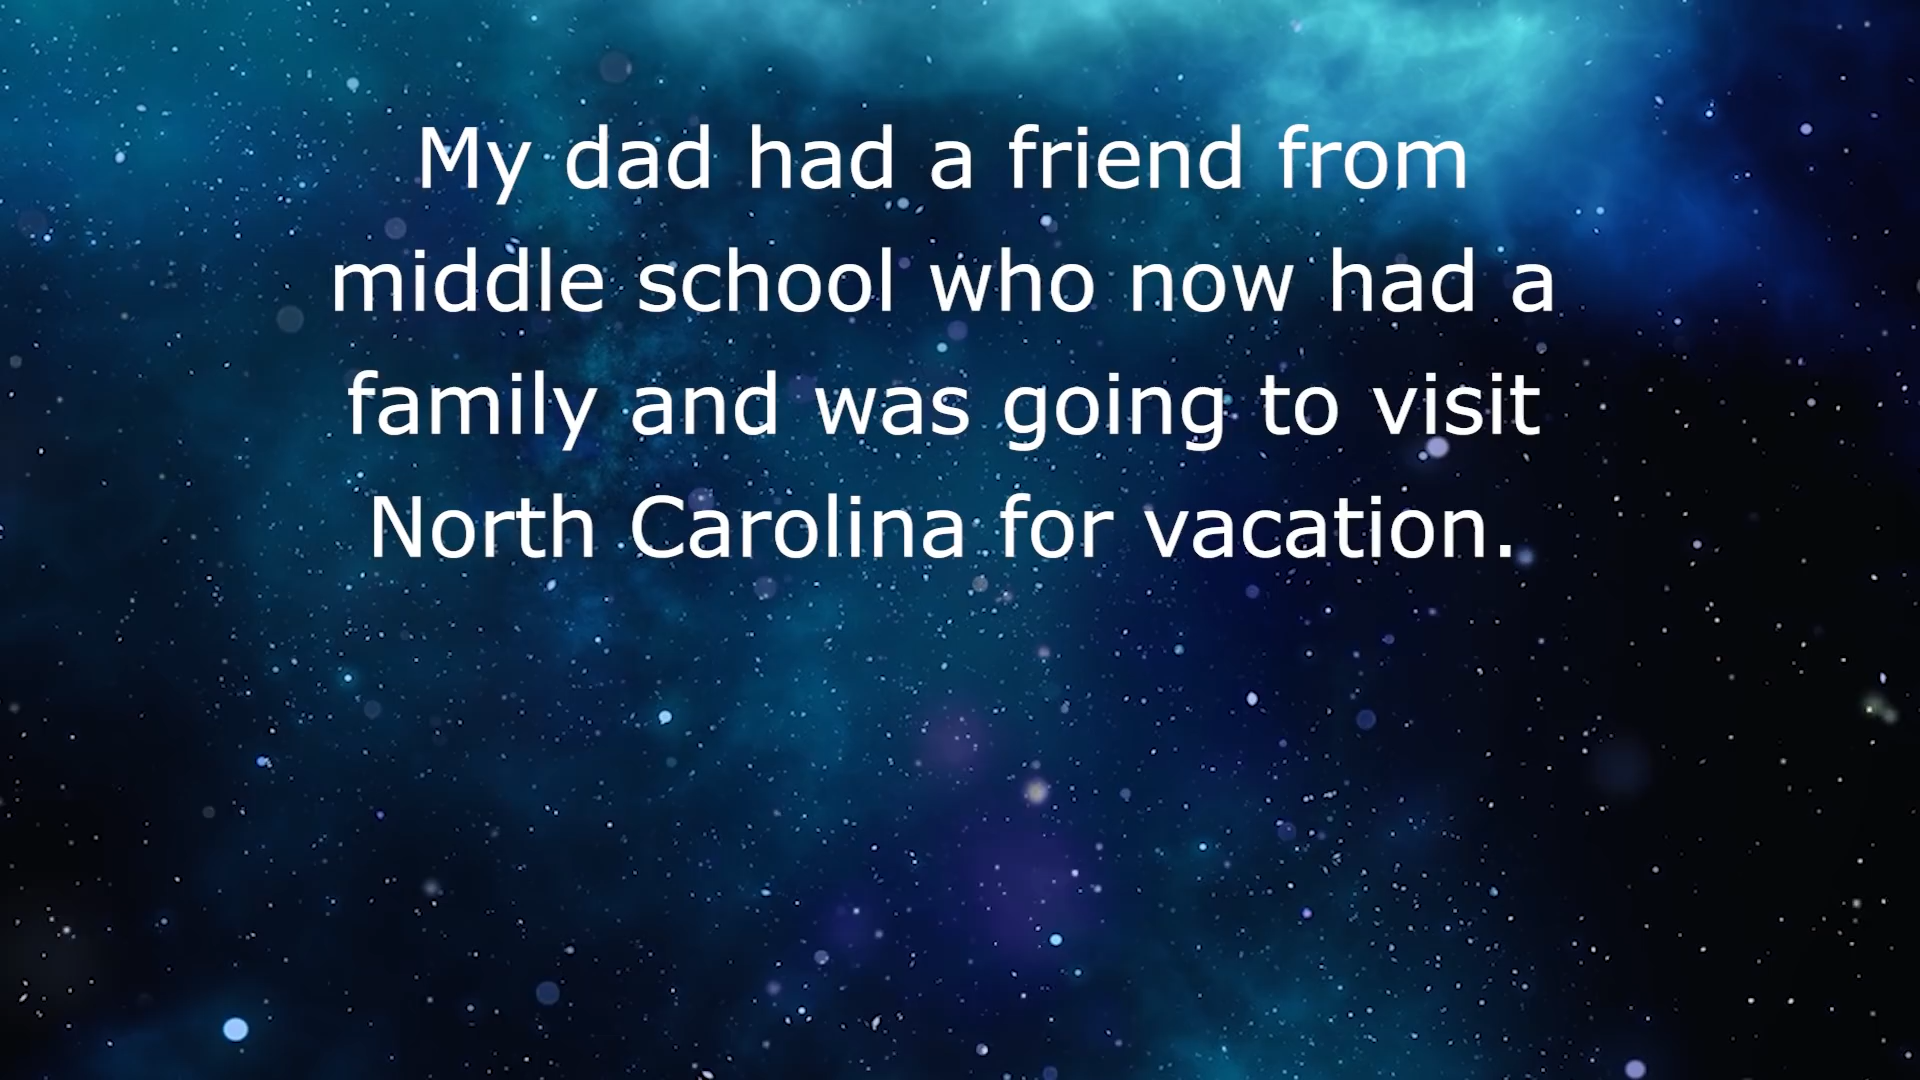 My dad had a friend from
middle school who now had a
family and was going to visit
North Carolina for vacation.